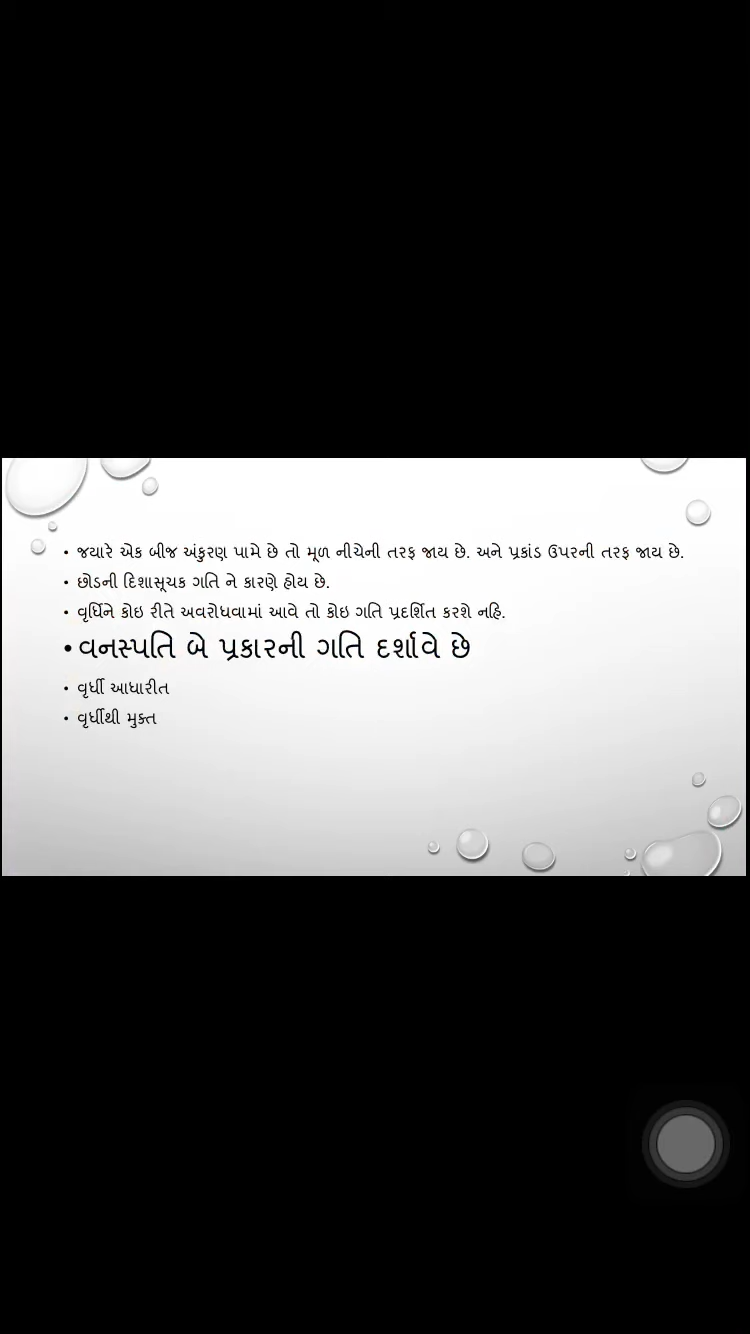 • જયારે એક બીજ અંકુરણ પામે છે તો મૂળ નીચેની તરફ જાય છે. અને પ્રકાંડ ઉપરની તરફ જાય છે.
• છોડની દિશાસૂચક ગતિ ને કારણે હોય છે.
• વૃર્ધિને કોઇ રીતે અવરોધવામાં આવે તો કોઇ ગતિ પ્રદર્શિત કરશે નહિ.
• વનસ્પતિ બે પ્રકારની ગતિ દર્શાવે છે
• વૃર્ધી આધારીત
• વૃર્ધીથી મુક્ત